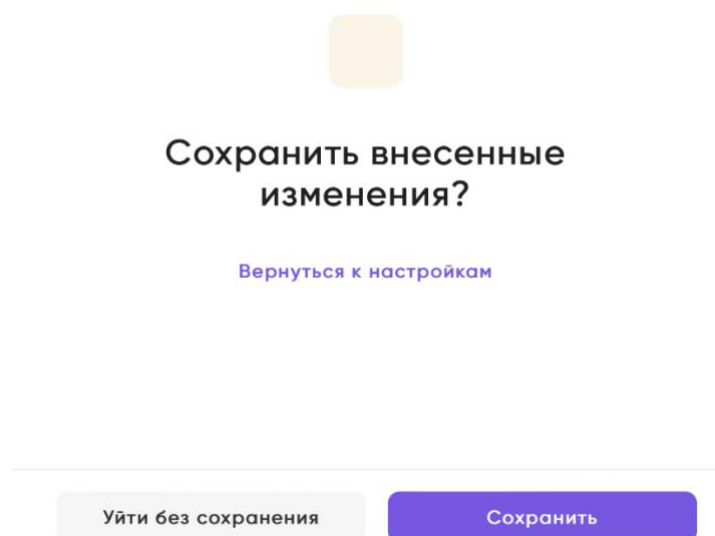 Сохранить внесенные
изменения?
Вернуться к настройкам
Уйти без сохранения
Сохранить